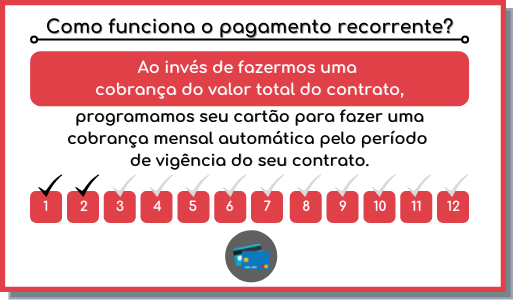 Como funciona o pagamento recorrente?
Ao invés de fazermos uma
cobrança do valor total do contrato,
programamos seu cartão para fazer uma
cobrança mensal automática pelo período
de vigência do seu contrato.
1 2 3 4 5 6 7 8 9 10 11 12